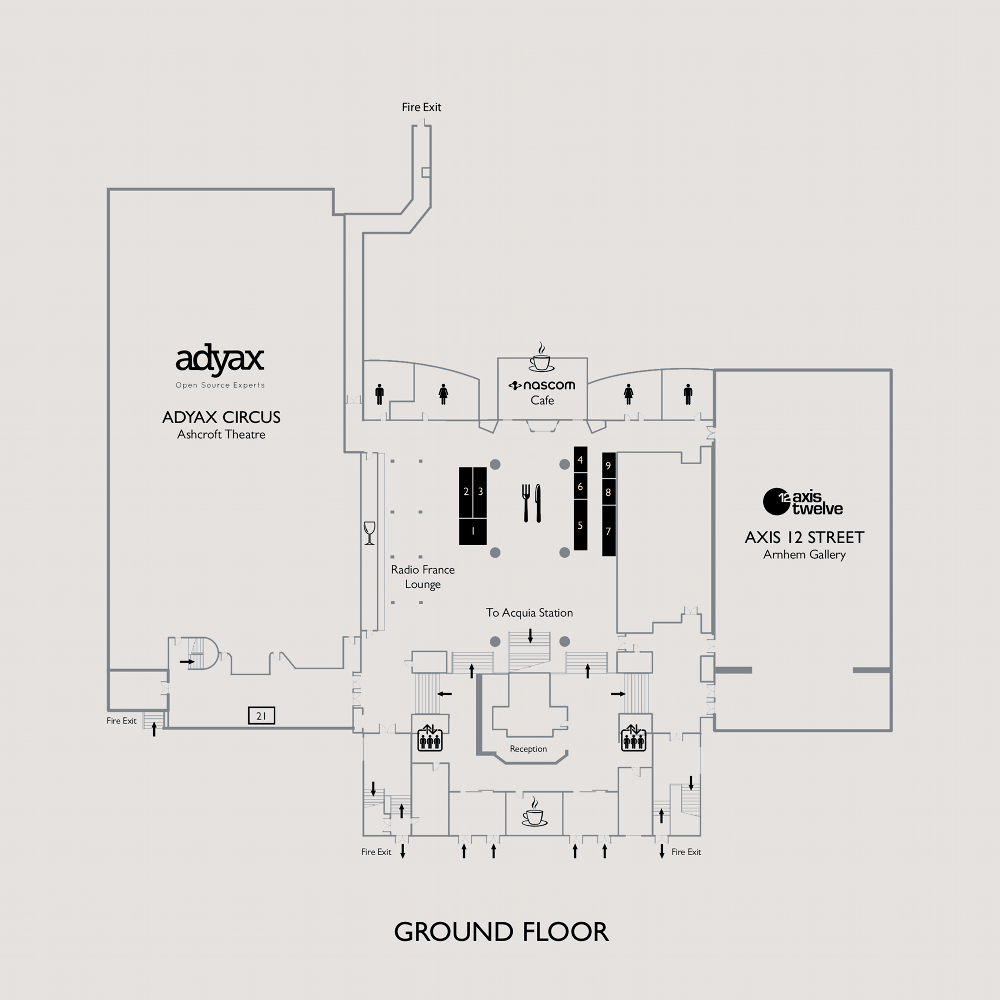 Fire Exit
adyax
Open Source Experts
ADYAX CIRCUS
Ashcroft Theatre
nascom
Cafe
4
9
2
3
6
8
1
5
7
12
axis
twelve
AXIS 12 STREET
Arnhem Gallery
Radio France
Lounge
To Acquia Station
Fire Exit
21
Reception
Fire Exit
Fire Exit
GROUND FLOOR